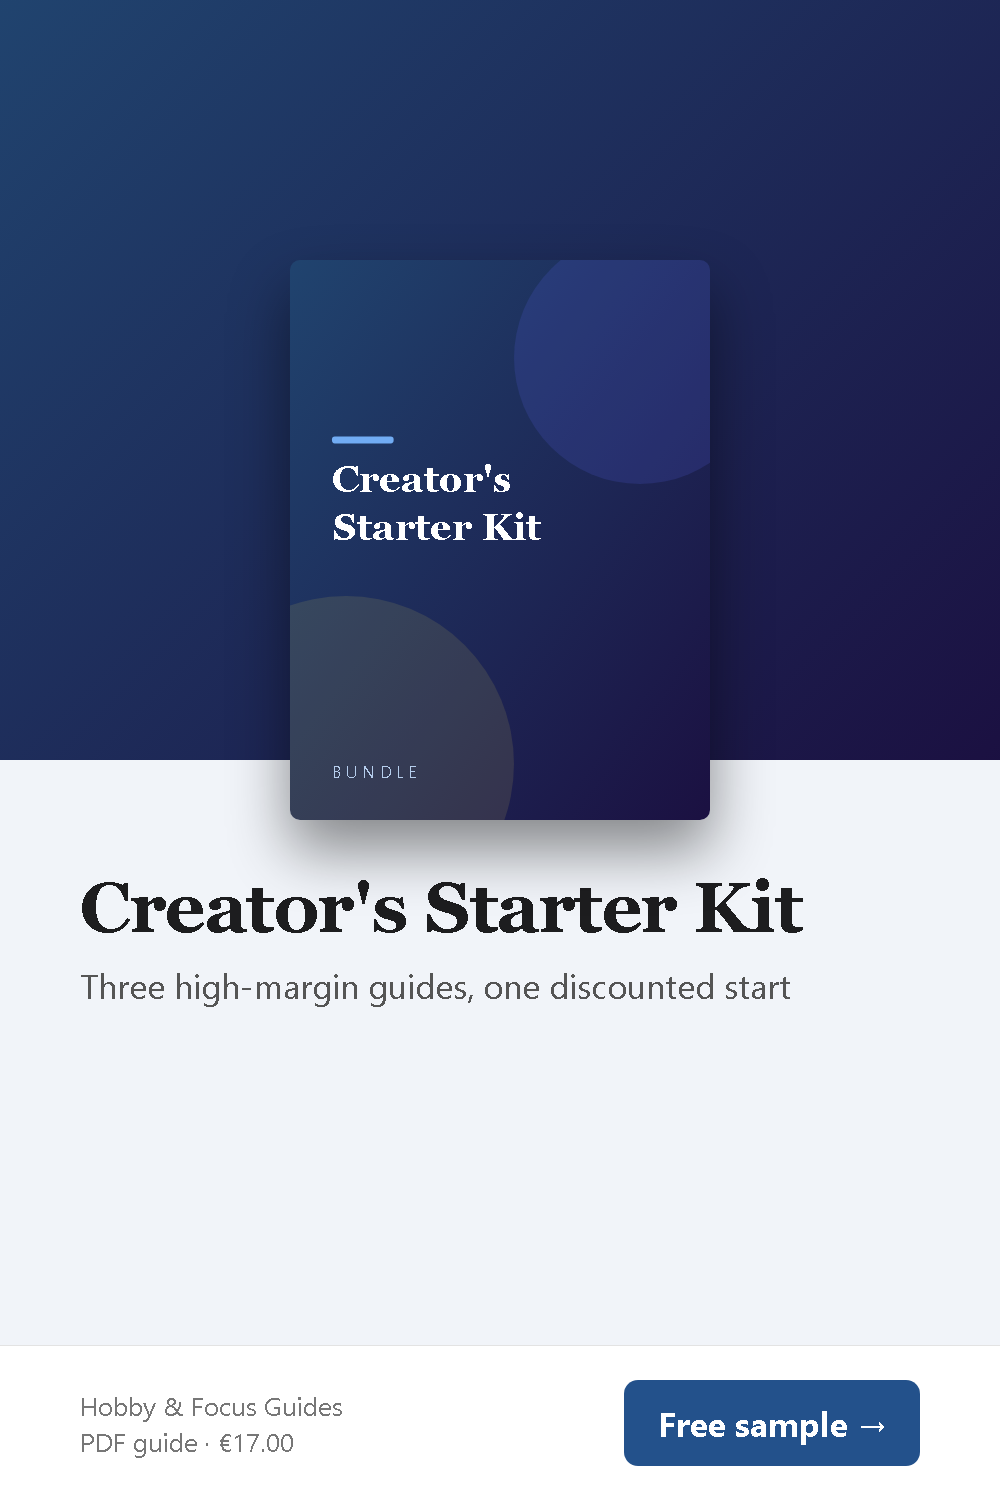 Creator's
Starter Kit
BUNDLE
Creator's Starter Kit
Three high-margin guides, one discounted start
Hobby & Focus Guides
PDF guide · €17.00
Free sample →